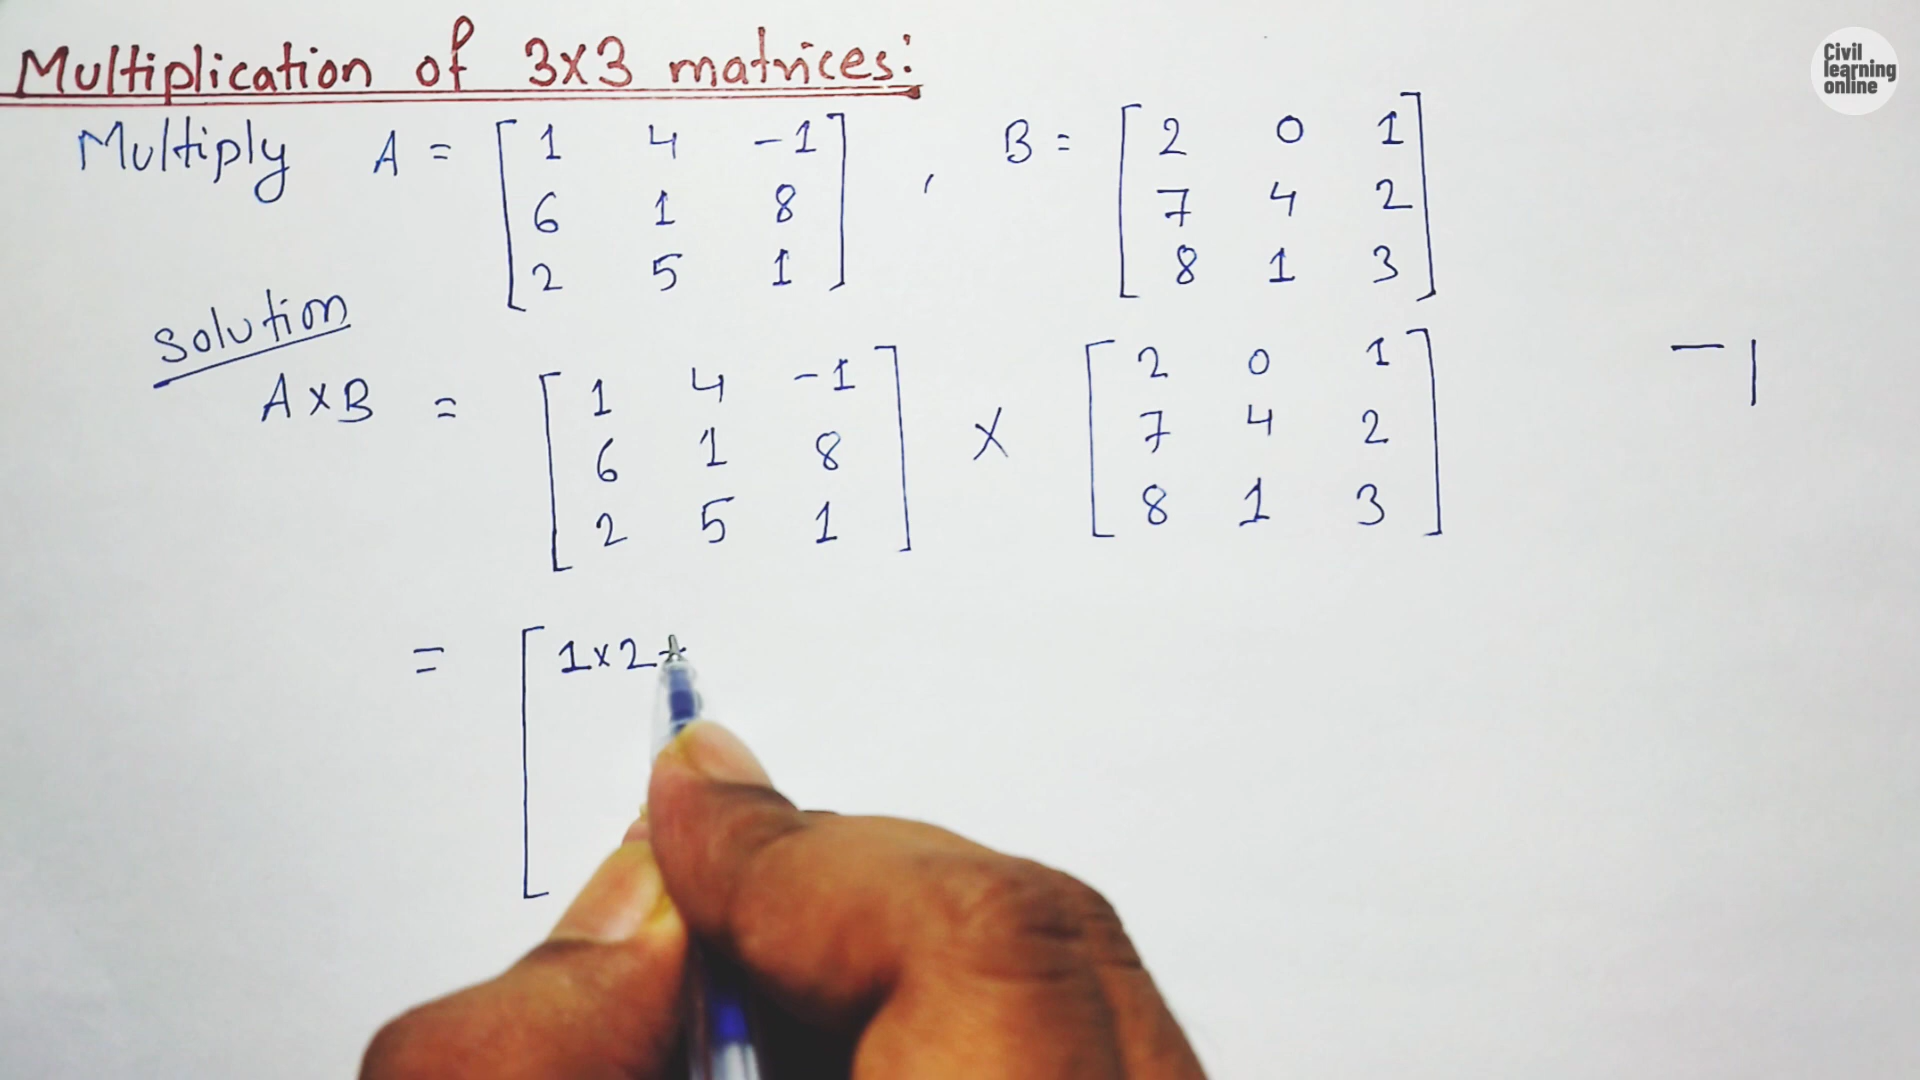 Multiplication of 3x3 matrices:
Civil
learning
online
Multiply A = [ 1 4 -1 ] , B = [ 2 0 1 ]
6 1 8 7 4 2
2 5 1 8 1 3
Solution
A x B = [ 1 4 -1 ] x [ 2 0 1 ]
6 1 8 7 4 2
2 5 1 8 1 3
= [ 1x2+